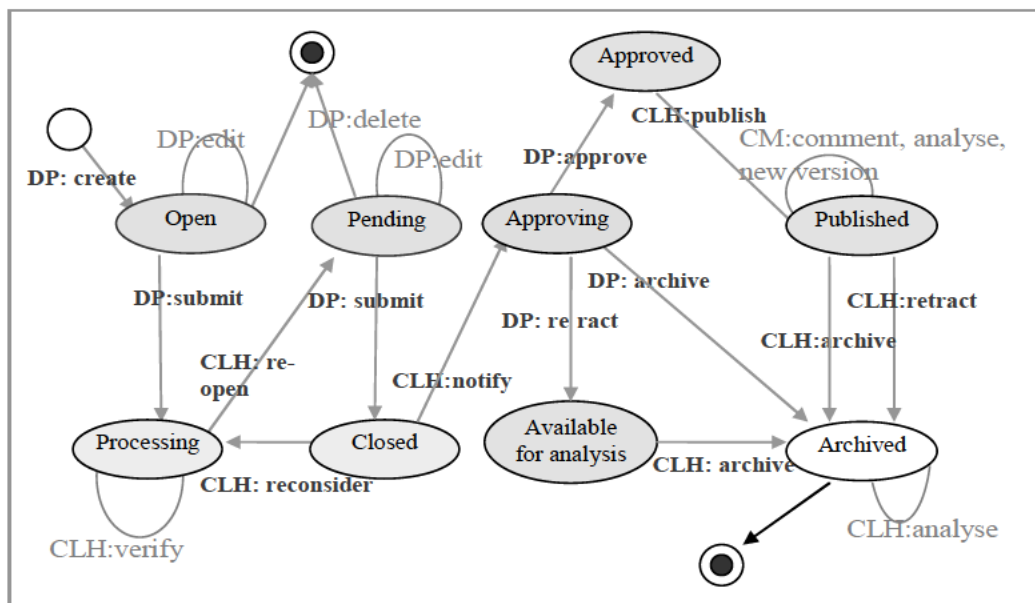 Approved
DP:edit
DP:delete
CLH:publish
DP:edit
DP:approve
CM:comment, analyse,
new version
DP: create
Open
Pending
Approving
Published
DP:submit
DP: submit
DP: archive
DP: retract
CLH:retract
CLH:archive
CLH: re-
open
CLH:notify
Processing
Closed
Available
for analysis
Archived
CLH: reconsider
CLH: archive
CLH:verify
CLH:analyse